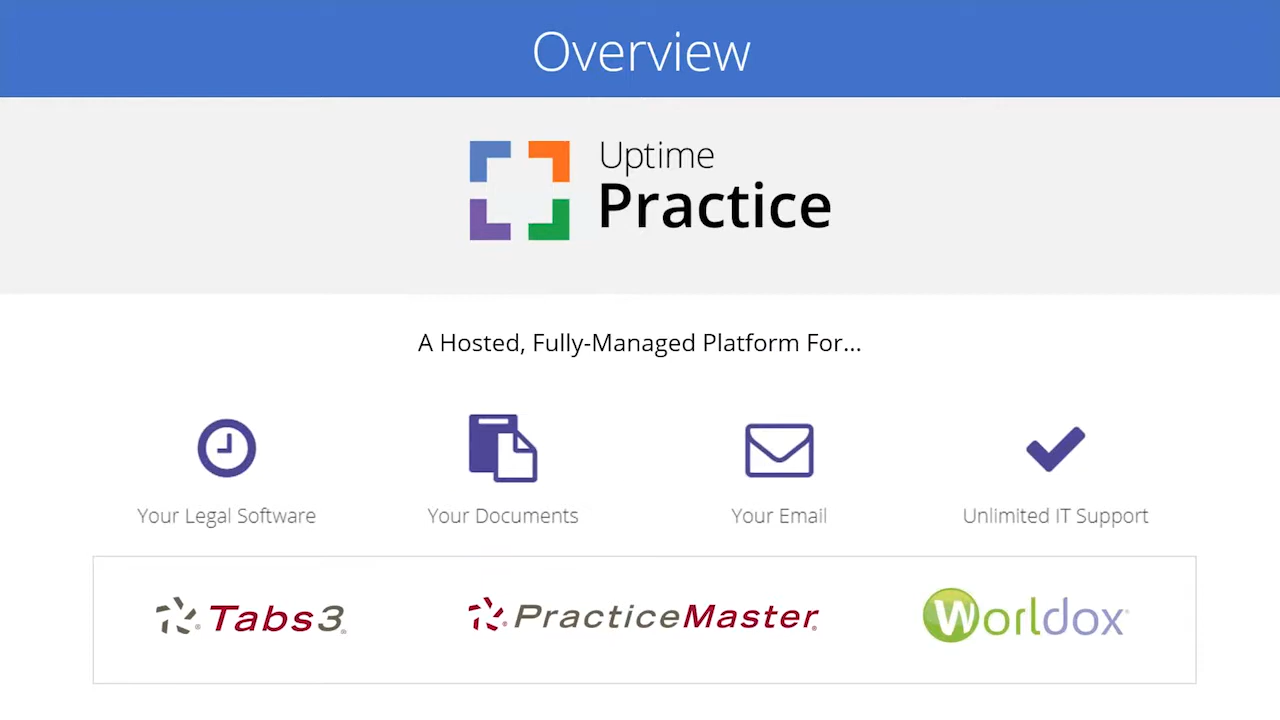 Overview
Uptime
Practice
A Hosted, Fully-Managed Platform For...
Your Legal Software
Your Documents
Your Email
Unlimited IT Support
Tabs3®
PracticeMaster®
Worldox®